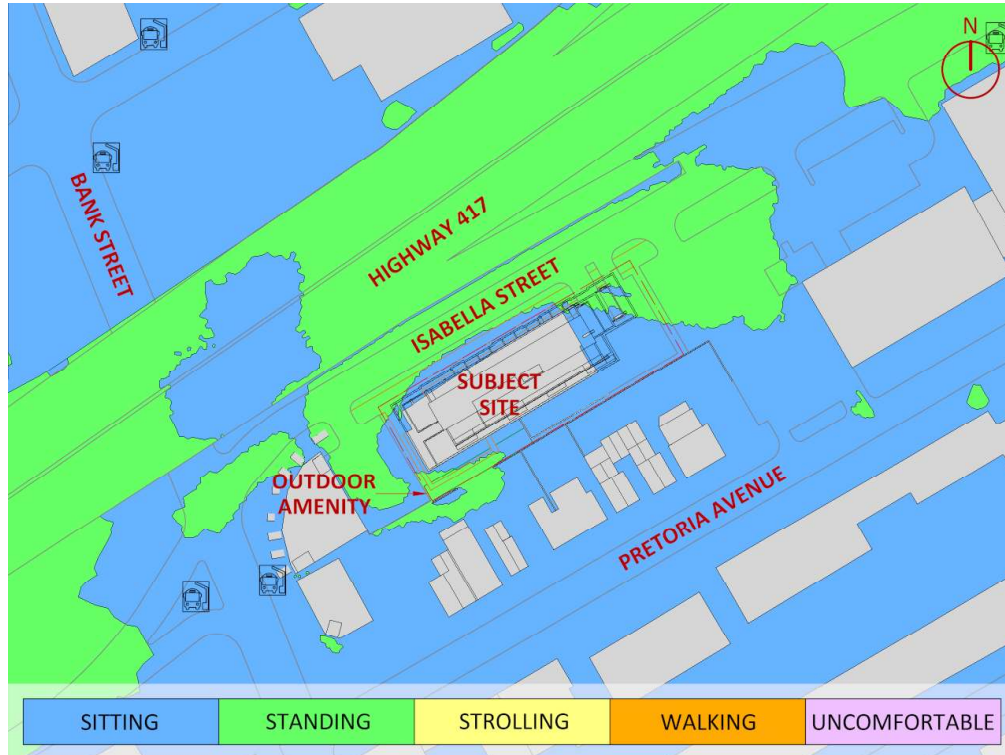 N
BANK STREET
HIGHWAY 417
ISABELLA STREET
SUBJECT
SITE
OUTDOOR
AMENITY
PRETORIA AVENUE
SITTING
STANDING
STROLLING
WALKING
UNCOMFORTABLE